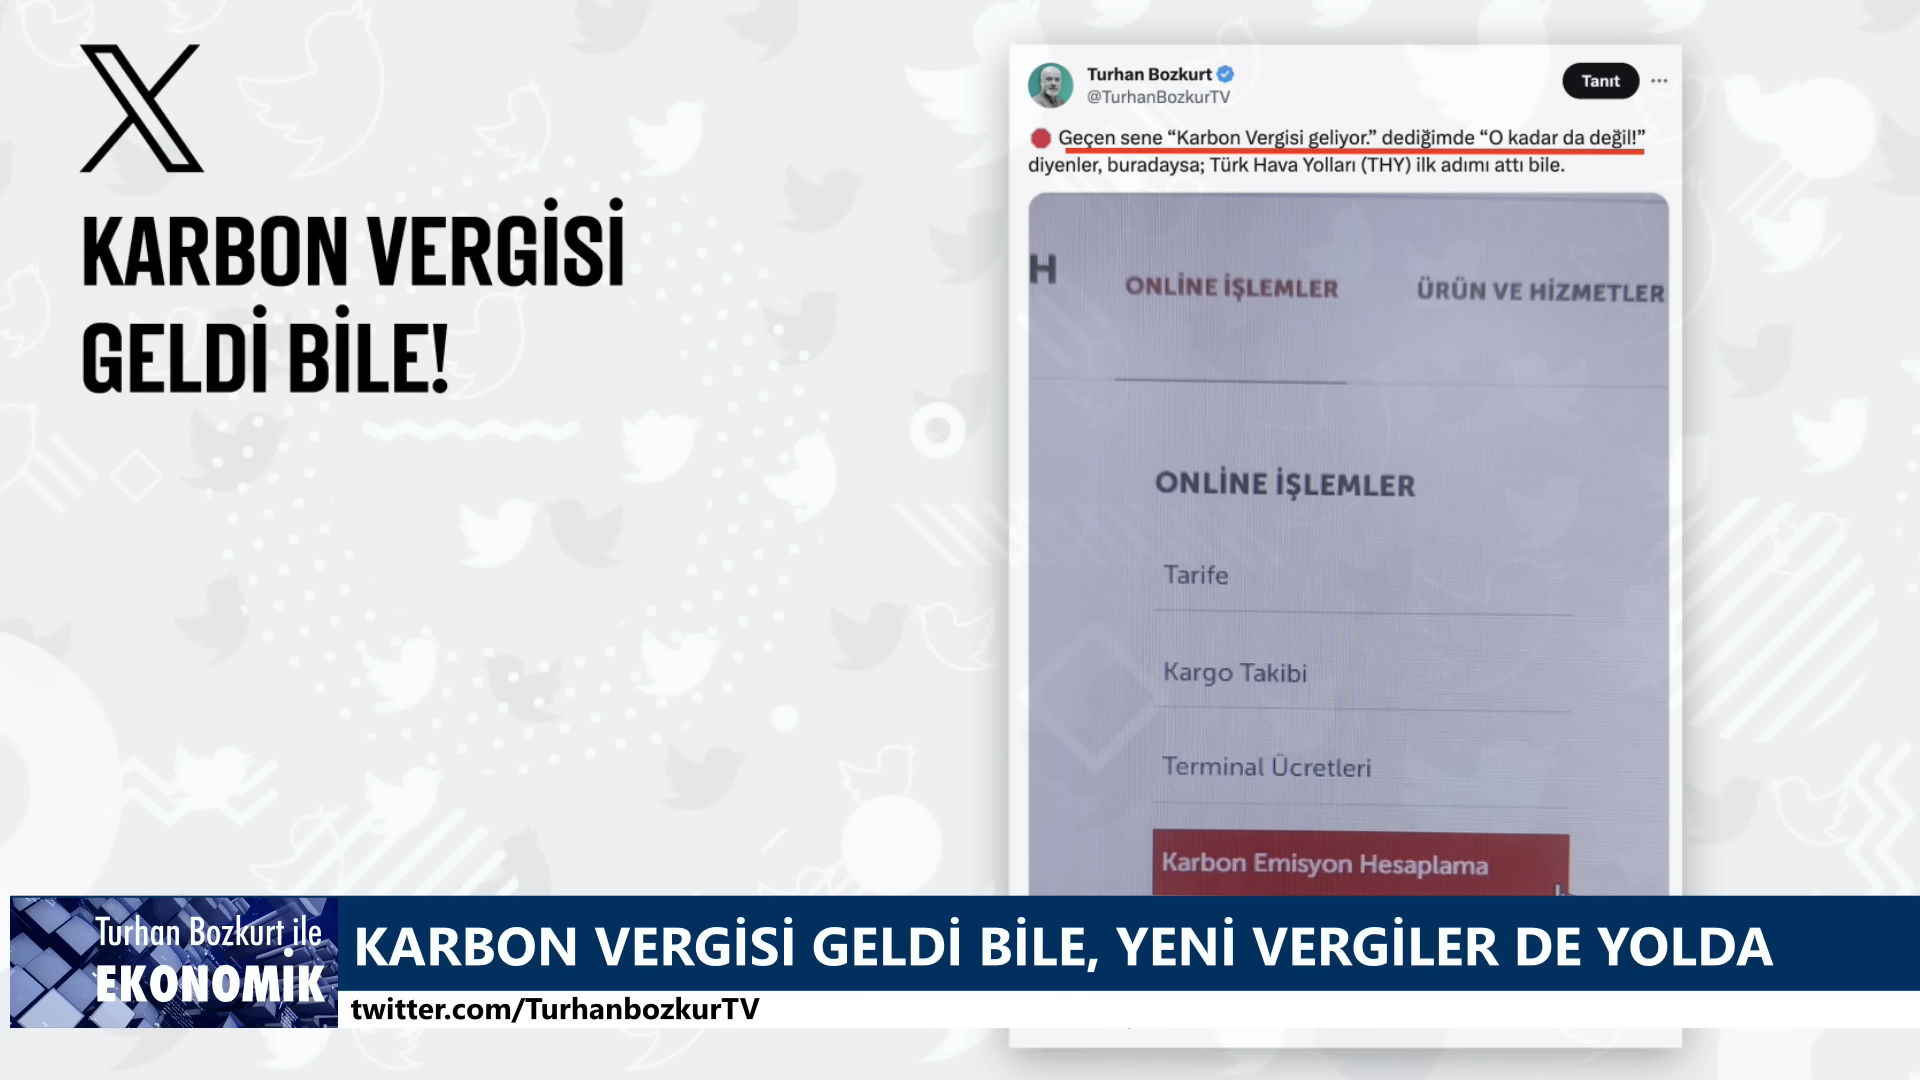 X
KARBON VERGİSİ
GELDİ BİLE!
Turhan Bozkurt
@TurhanBozkurTV
Tanıt
Geçen sene “Karbon Vergisi geliyor.” dediğimde “O kadar da değil!”
diyenler, buradaysa; Türk Hava Yolları (THY) ilk adımı attı bile.
H
ONLİNE İŞLEMLER
ÜRÜN VE HİZMETLER
ONLİNE İŞLEMLER
Tarife
Kargo Takibi
Terminal Ücretleri
Karbon Emisyon Hesaplama
Turhan Bozkurt ile
EKONOMİK
KARBON VERGİSİ GELDİ BİLE, YENİ VERGİLER DE YOLDA
twitter.com/TurhanbozkurTV